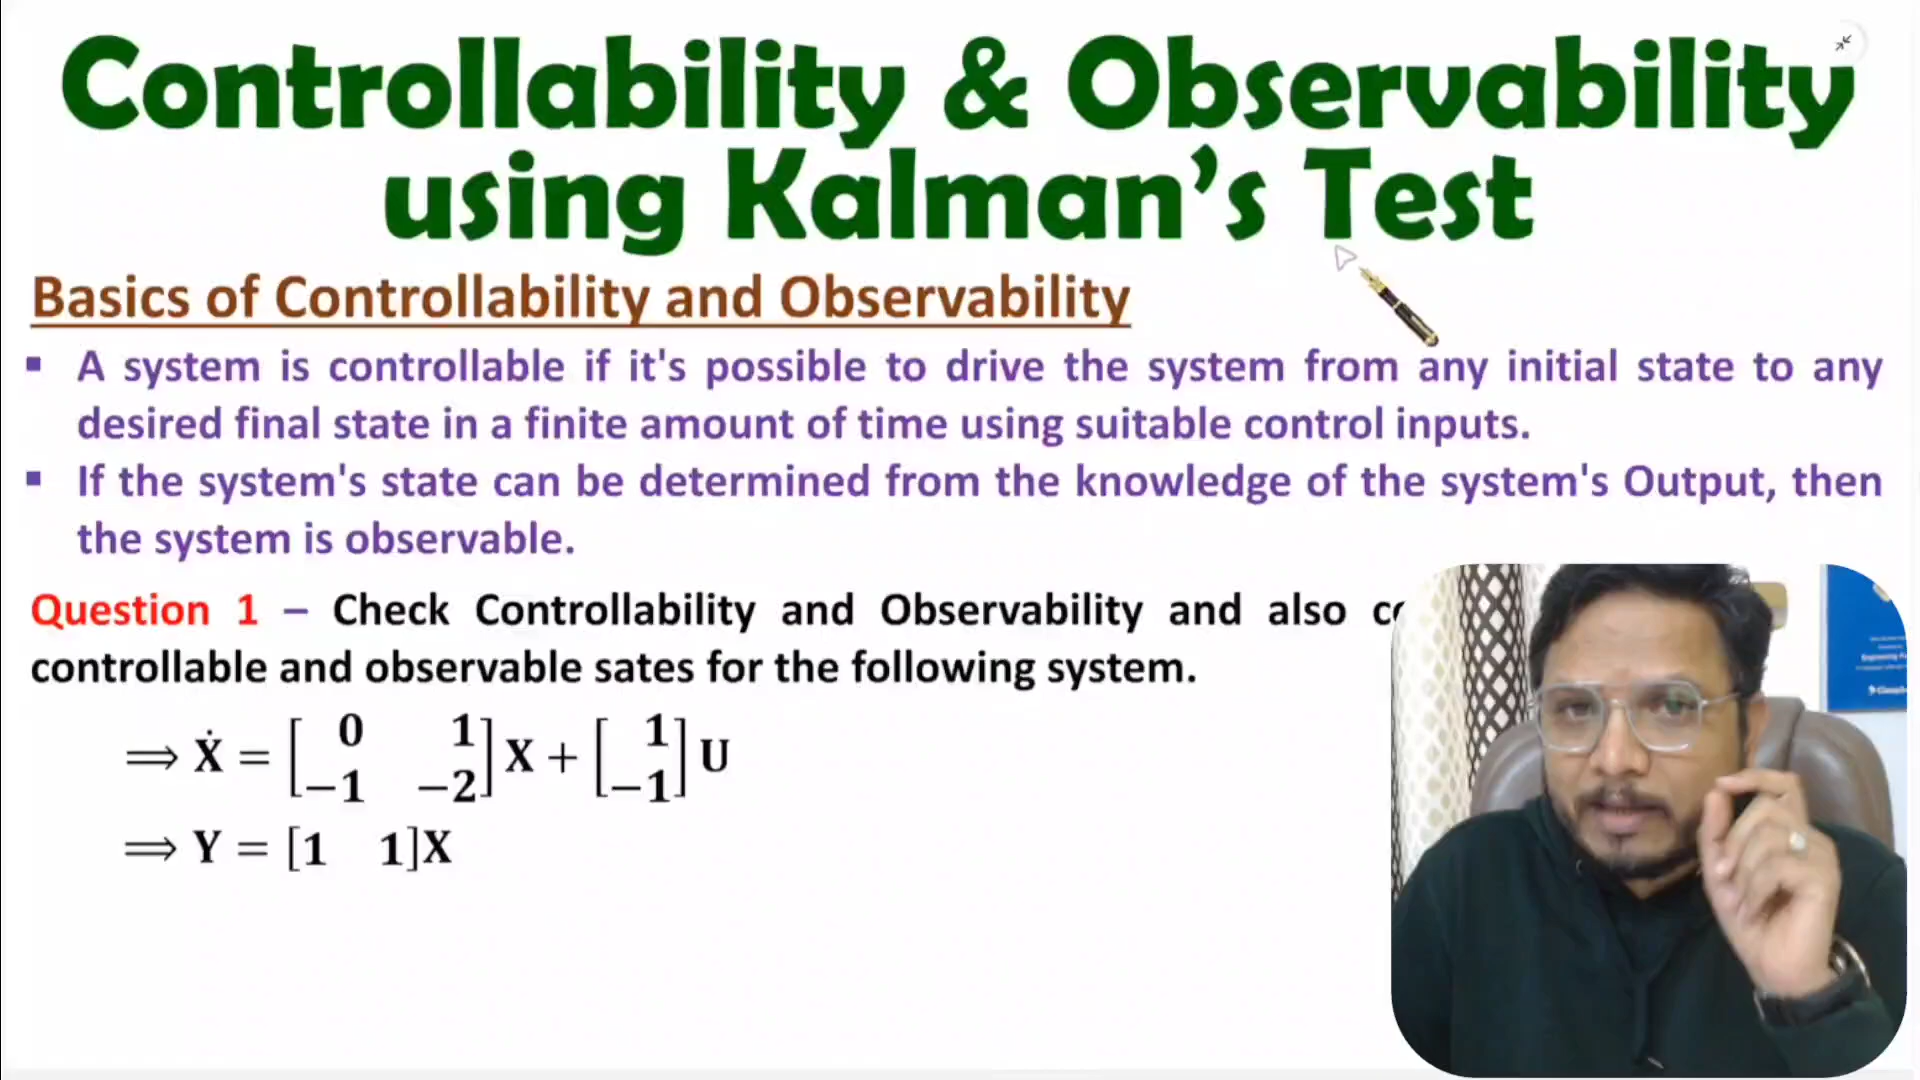 Controllability & Observability
using Kalman's Test
Basics of Controllability and Observability
▪ A system is controllable if it's possible to drive the system from any initial state to any
desired final state in a finite amount of time using suitable control inputs.
▪ If the system's state can be determined from the knowledge of the system's Output, then
the system is observable.
Question 1 – Check Controllability and Observability and also
controllable and observable sates for the following system.
⟹ Ẋ = [0 1; −1 −2] X + [1; −1] U
⟹ Y = [1 1]X